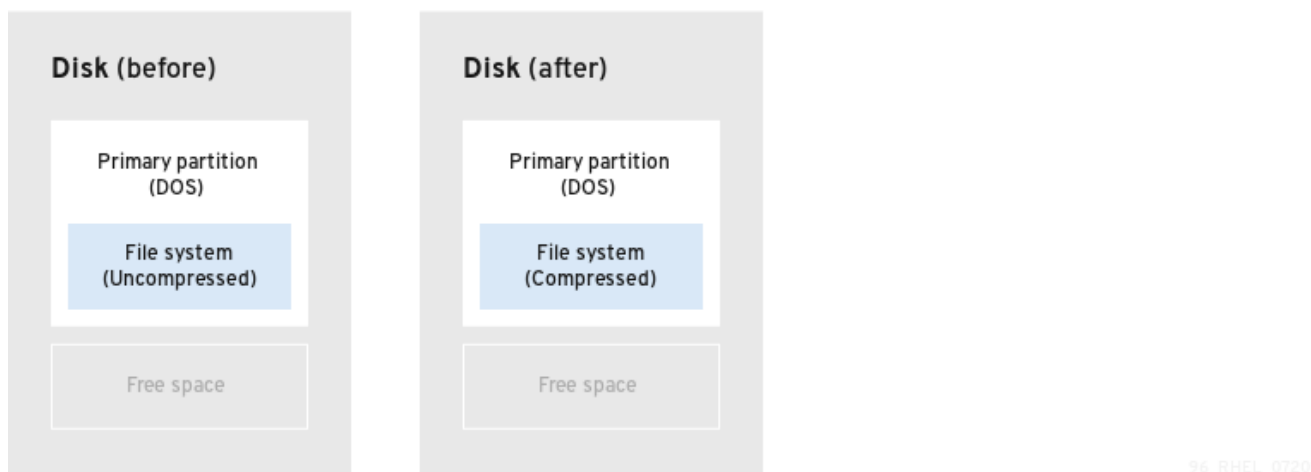 Disk (before)
Primary partition
(DOS)
File system
(Uncompressed)
Free space
Disk (after)
Primary partition
(DOS)
File system
(Compressed)
Free space
96_RHEL_0720